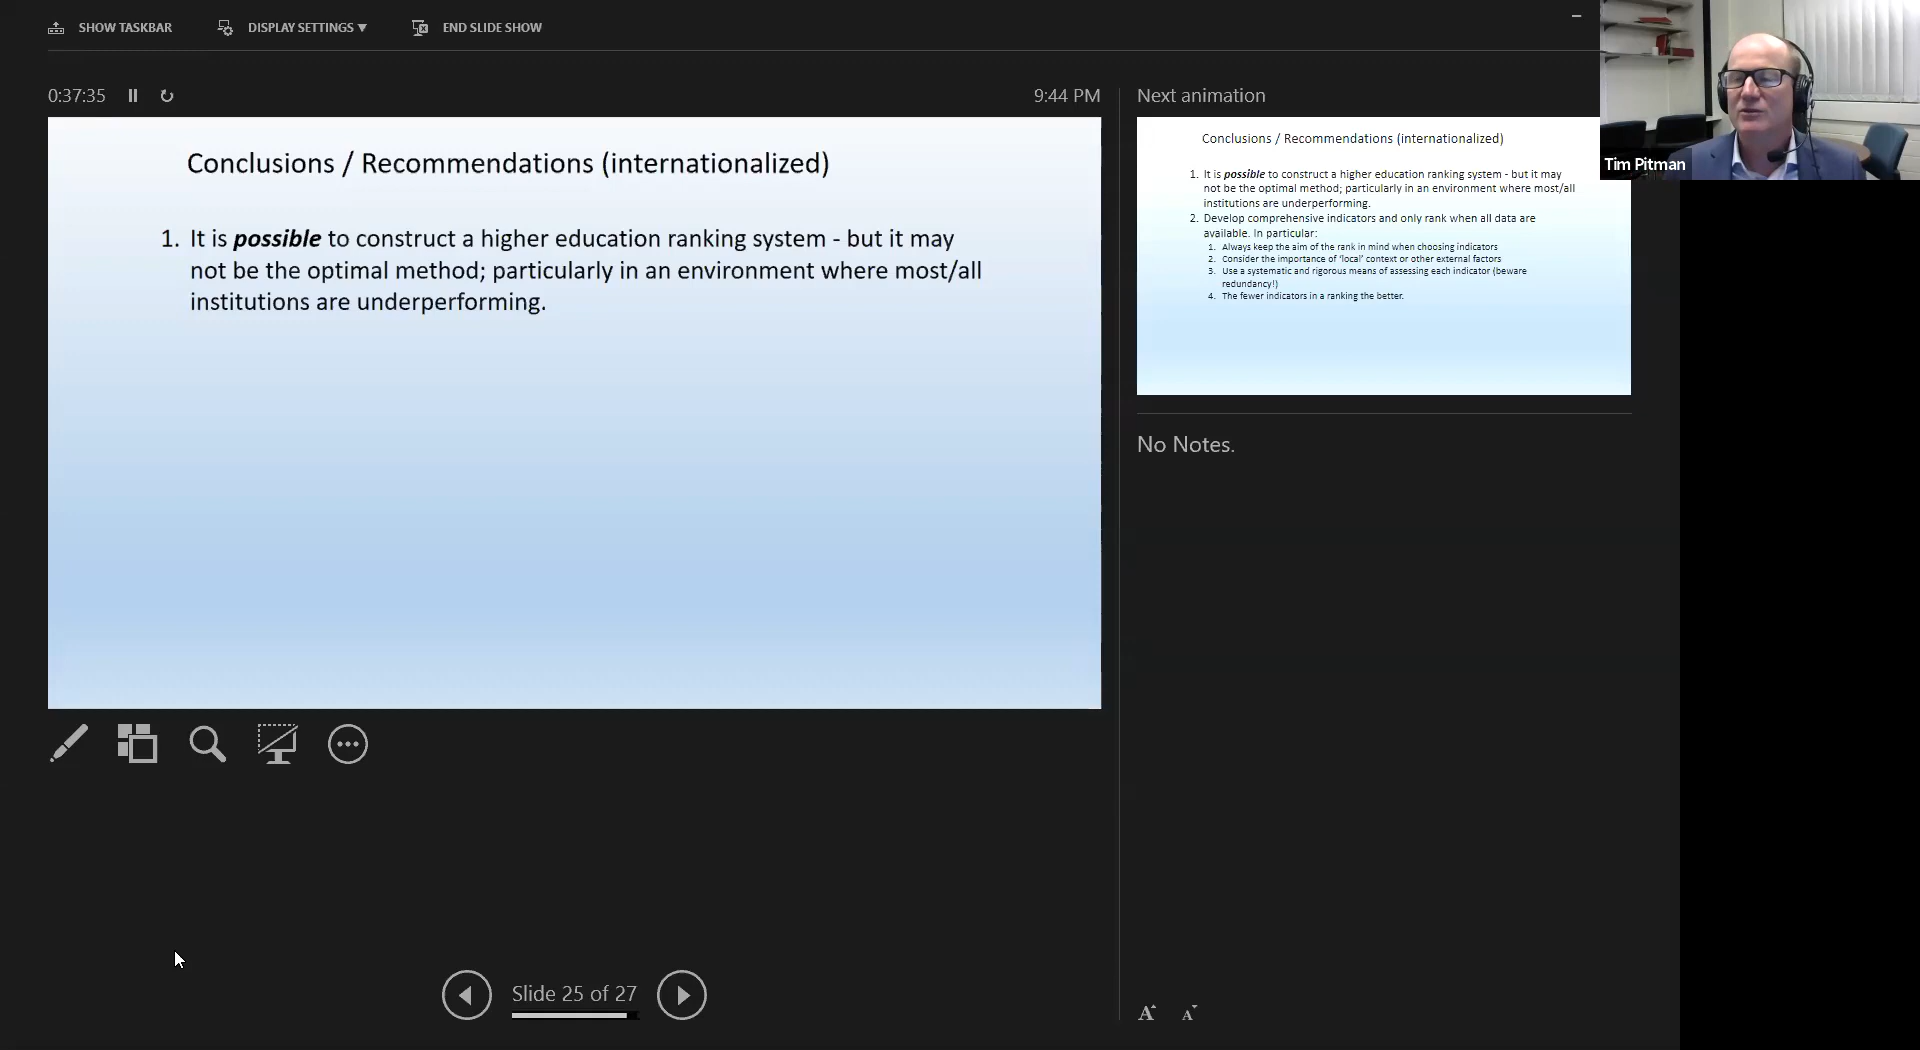 SHOW TASKBAR
DISPLAY SETTINGS ▼
END SLIDE SHOW
0:37:35
9:44 PM
Conclusions / Recommendations (internationalized)
1. It is possible to construct a higher education ranking system - but it may
not be the optimal method; particularly in an environment where most/all
institutions are underperforming.
Slide 25 of 27
Next animation
Conclusions / Recommendations (internationalized)
1. It is possible to construct a higher education ranking system - but it may
not be the optimal method; particularly in an environment where most/all
institutions are underperforming.
2. Develop comprehensive indicators and only rank when all data are
available. In particular:
1. Always keep the aim of the rank in mind when choosing indicators
2. Consider the importance of 'local' context or other external factors
3. Use a systematic and rigorous means of assessing each indicator (beware
redundancy!)
4. The fewer indicators in a ranking the better.
No Notes.
A A
Tim Pitman